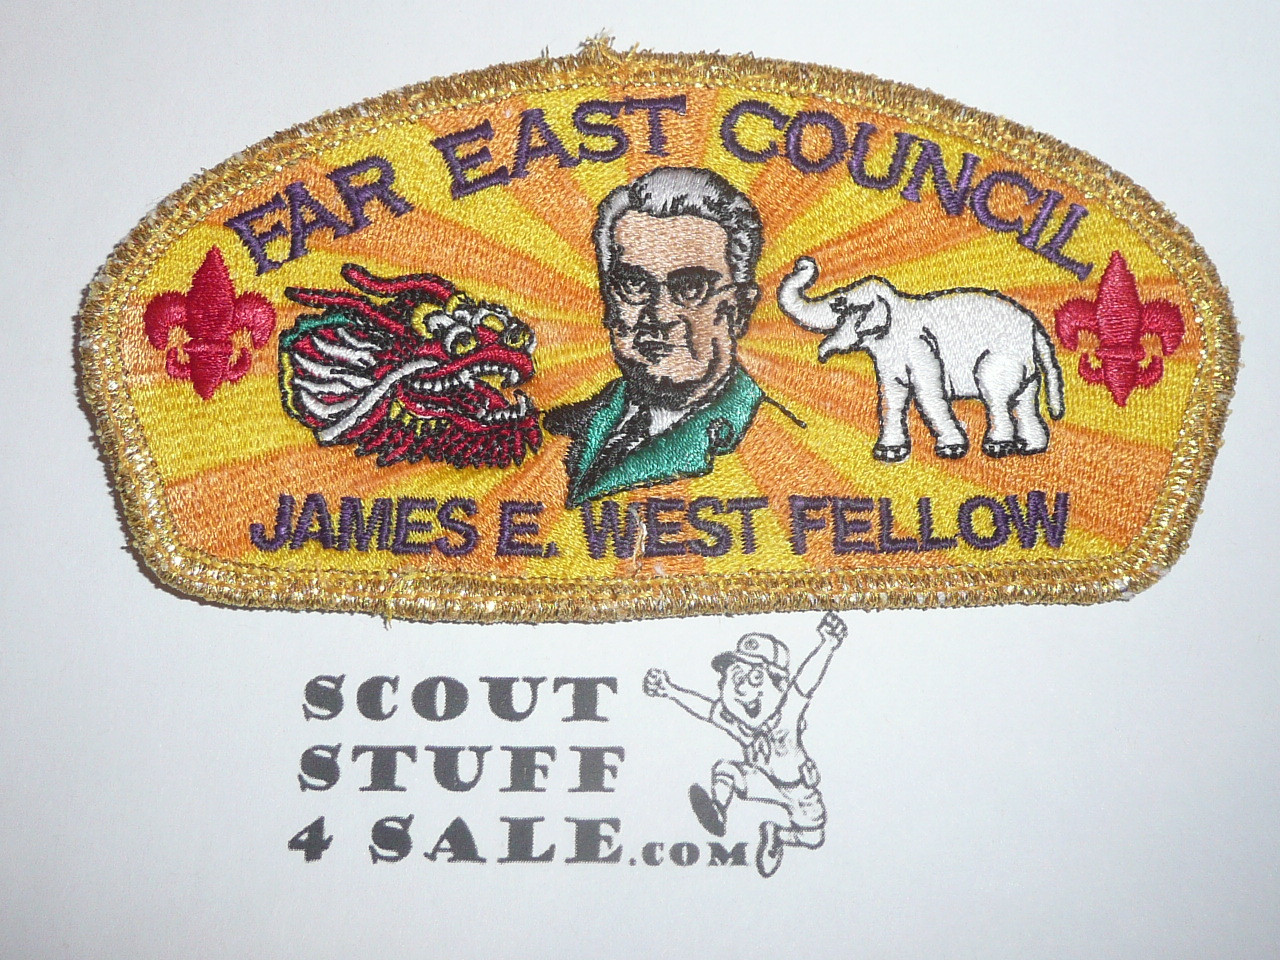 FAR EAST COUNCIL
JAMES E. WEST FELLOW
SCOUT
STUFF
4 SALE.COM